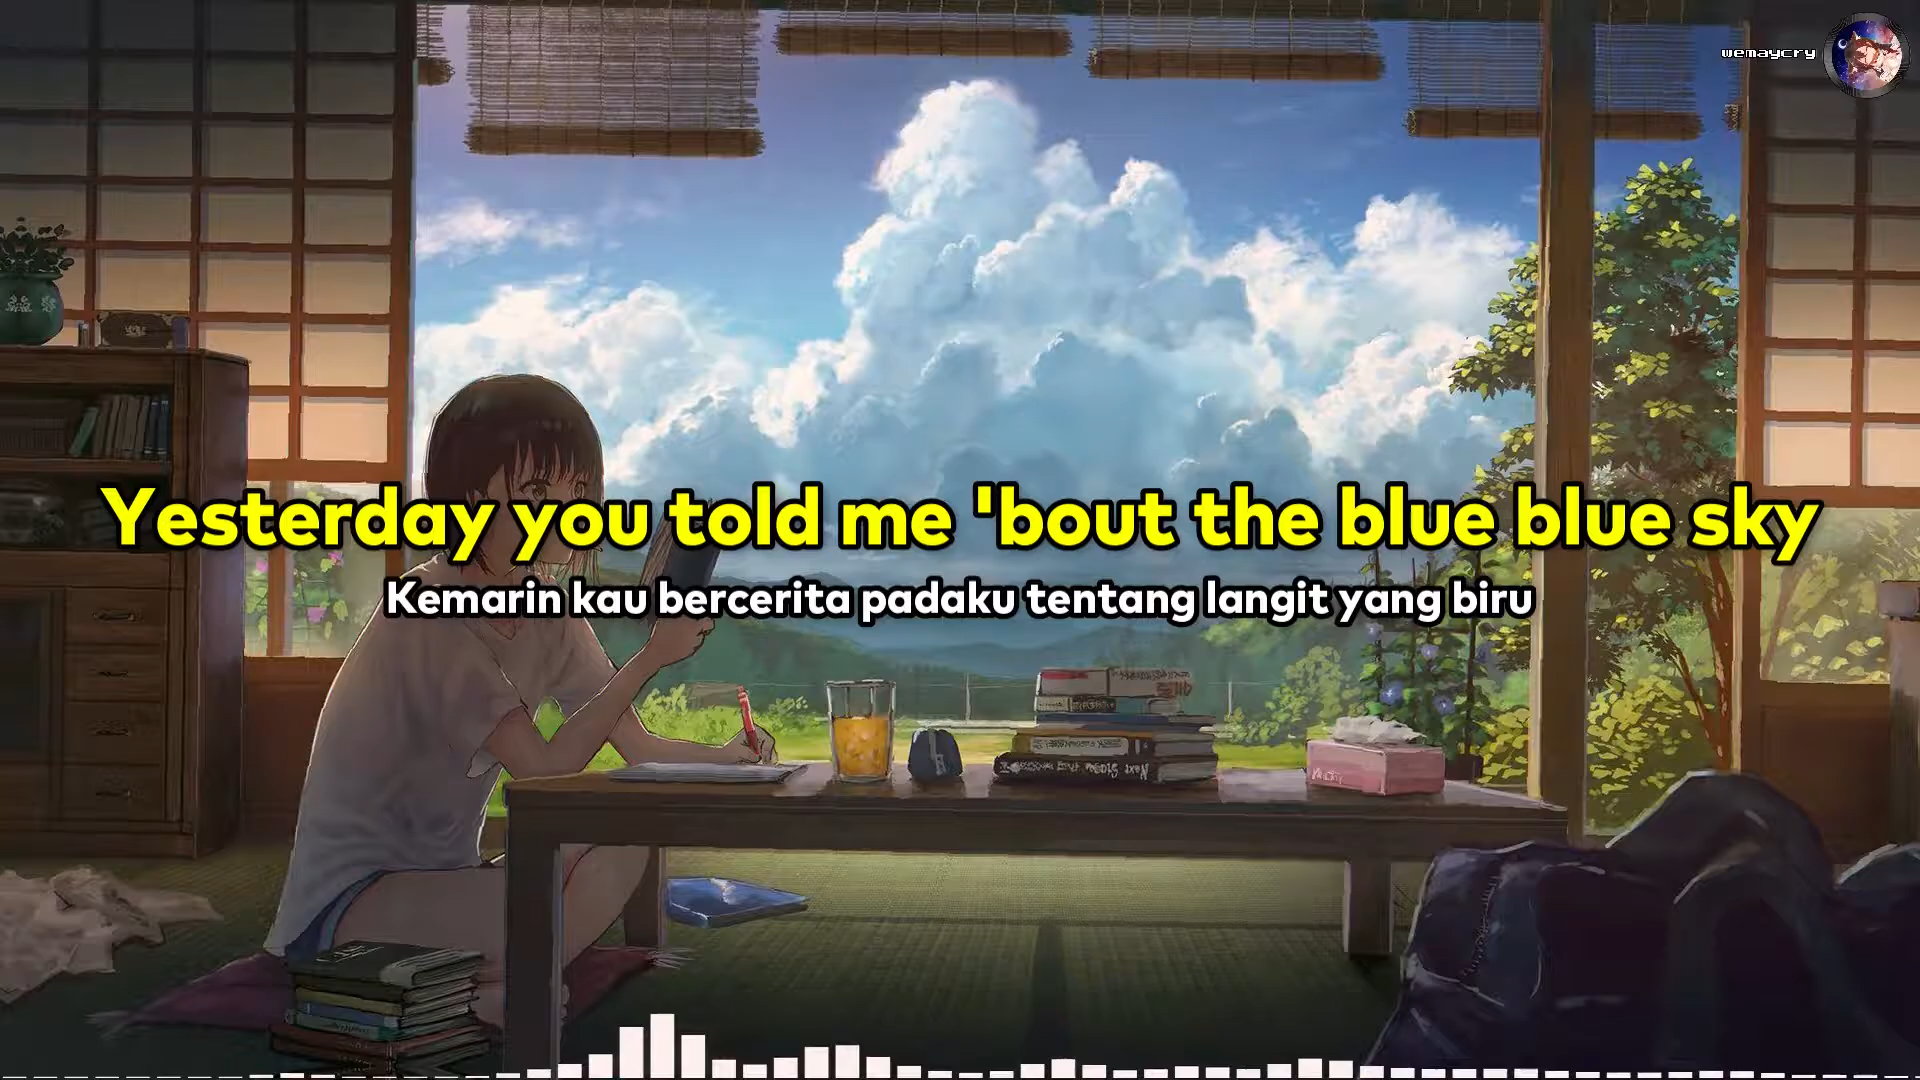 wemaycry
Yesterday you told me 'bout the blue blue sky
Kemarin kau bercerita padaku tentang langit yang biru